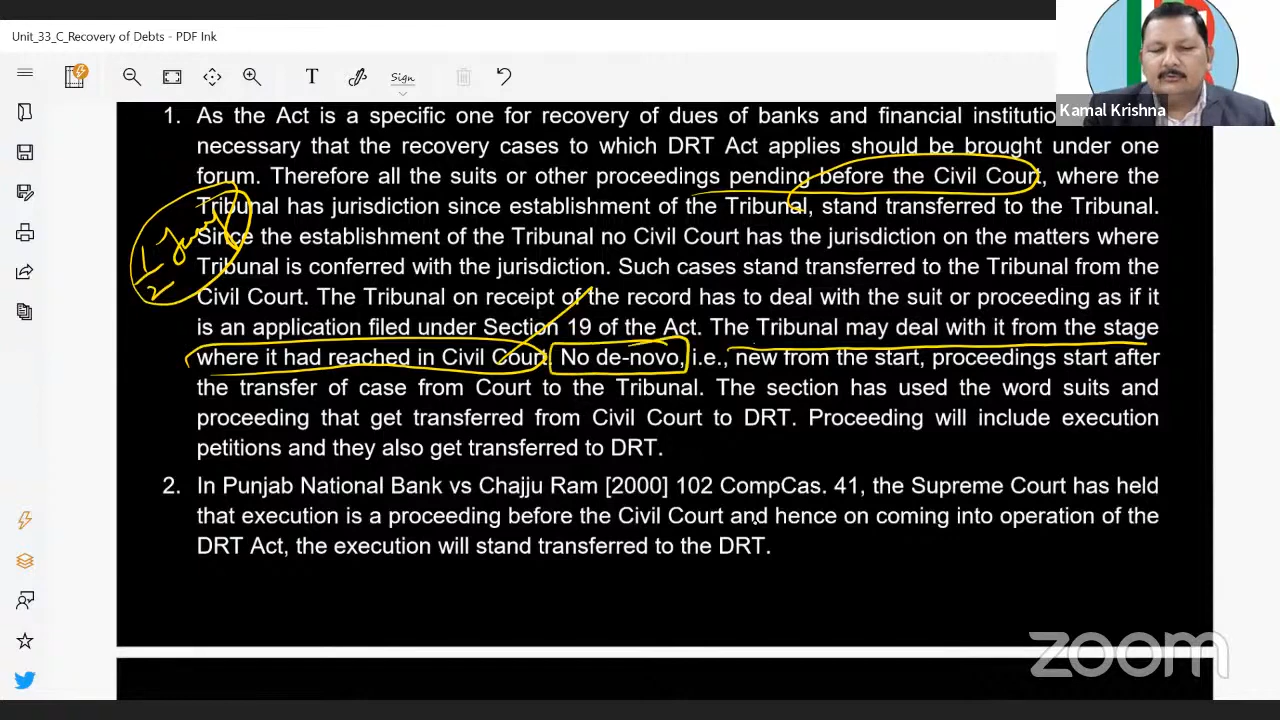 Unit_33_C_Recovery of Debts - PDF Ink
T
Sign
Kamal Krishna
1. As the Act is a specific one for recovery of dues of banks and financial institutio
necessary that the recovery cases to which DRT Act applies should be brought under one
forum. Therefore all the suits or other proceedings pending before the Civil Court, where the
Tribunal has jurisdiction since establishment of the Tribunal, stand transferred to the Tribunal.
Since the establishment of the Tribunal no Civil Court has the jurisdiction on the matters where
Tribunal is conferred with the jurisdiction. Such cases stand transferred to the Tribunal from the
Civil Court. The Tribunal on receipt of the record has to deal with the suit or proceeding as if it
is an application filed under Section 19 of the Act. The Tribunal may deal with it from the stage
where it had reached in Civil Court. No de-novo, i.e., new from the start, proceedings start after
the transfer of case from Court to the Tribunal. The section has used the word suits and
proceeding that get transferred from Civil Court to DRT. Proceeding will include execution
petitions and they also get transferred to DRT.
2. In Punjab National Bank vs Chajju Ram [2000] 102 CompCas. 41, the Supreme Court has held
that execution is a proceeding before the Civil Court and hence on coming into operation of the
DRT Act, the execution will stand transferred to the DRT.
zoom